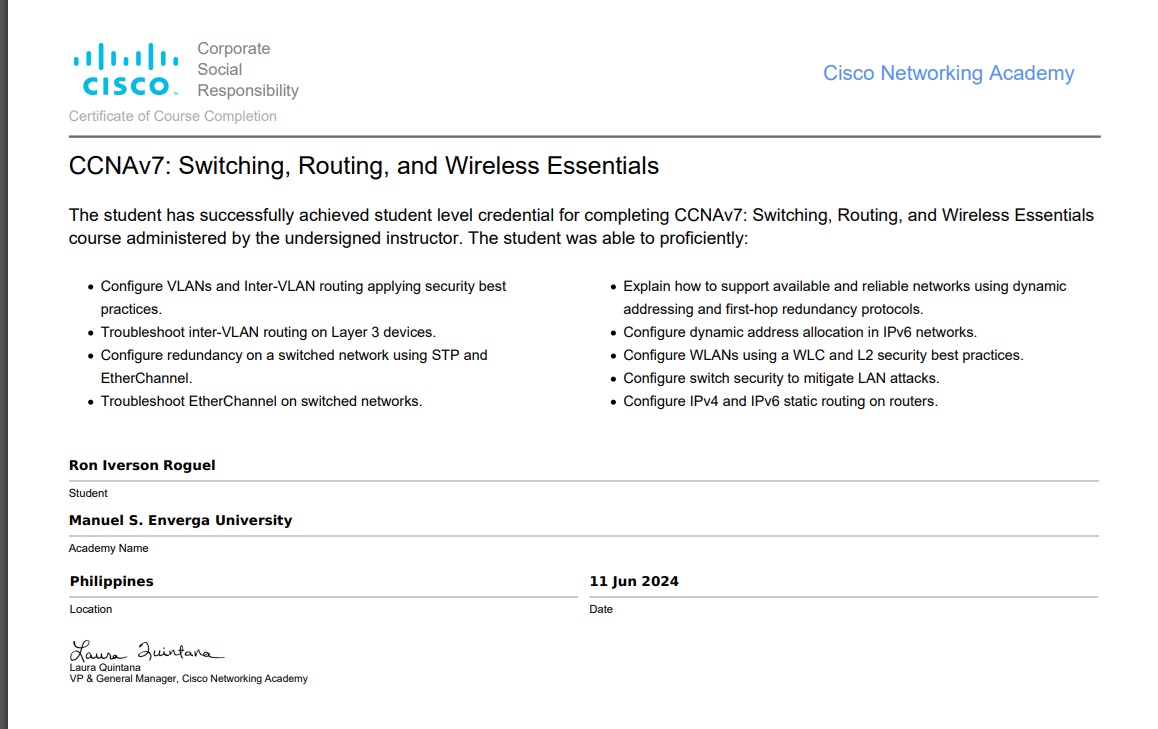 CISCO
Corporate
Social
Responsibility
Cisco Networking Academy
Certificate of Course Completion
CCNAv7: Switching, Routing, and Wireless Essentials
The student has successfully achieved student level credential for completing CCNAv7: Switching, Routing, and Wireless Essentials
course administered by the undersigned instructor. The student was able to proficiently:
• Configure VLANs and Inter-VLAN routing applying security best
practices.
• Troubleshoot inter-VLAN routing on Layer 3 devices.
• Configure redundancy on a switched network using STP and
EtherChannel.
• Troubleshoot EtherChannel on switched networks.
• Explain how to support available and reliable networks using dynamic
addressing and first-hop redundancy protocols.
• Configure dynamic address allocation in IPv6 networks.
• Configure WLANs using a WLC and L2 security best practices.
• Configure switch security to mitigate LAN attacks.
• Configure IPv4 and IPv6 static routing on routers.
Ron Iverson Roguel
Student
Manuel S. Enverga University
Academy Name
Philippines
Location
11 Jun 2024
Date
Laura Quintana
Laura Quintana
VP & General Manager, Cisco Networking Academy